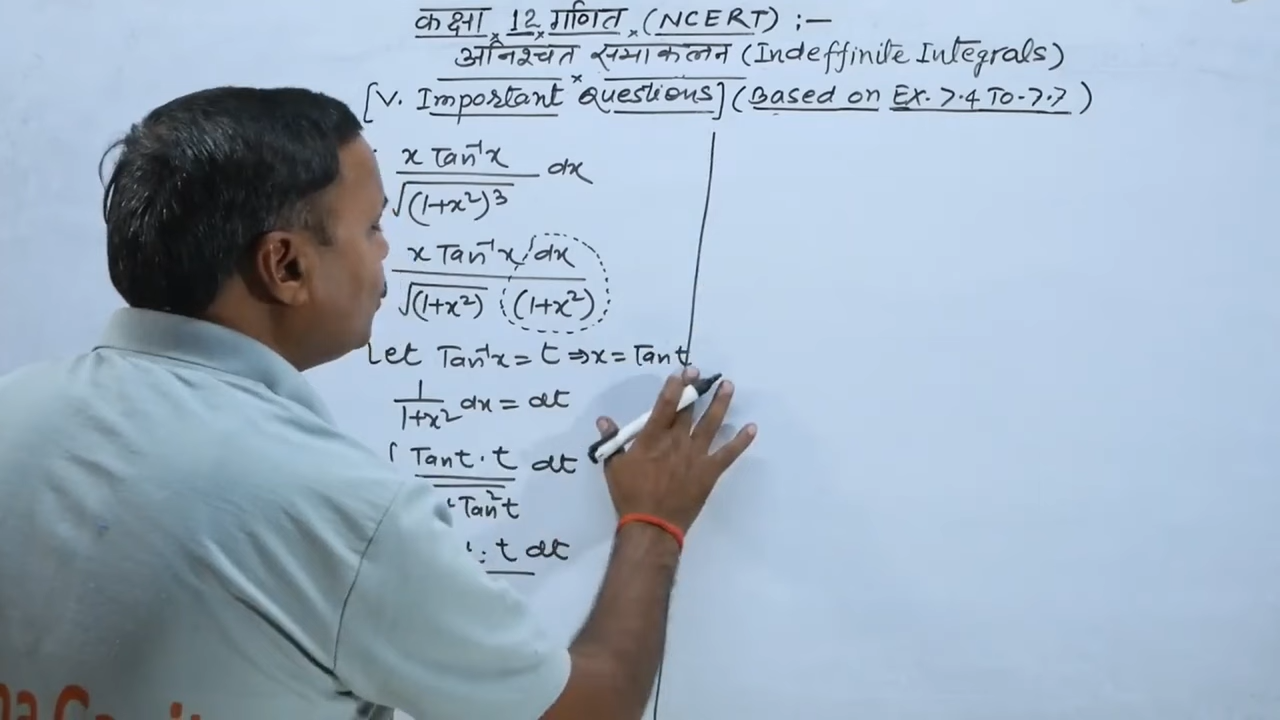 कक्षा 12 गणित (NCERT) :—
अनिश्चत समाकलन (Indeffinite Integrals)
[V. Important Questions] (Based on EX. 7.4 To - 7.7)
x Tan⁻¹x / √(1+x²)³ dx
x Tan⁻¹x dx / √(1+x²) (1+x²)
Let Tan⁻¹x = t ⇒ x = Tan t
1/1+x² dx = dt
∫ Tan t · t dt
Tan² t
t dt